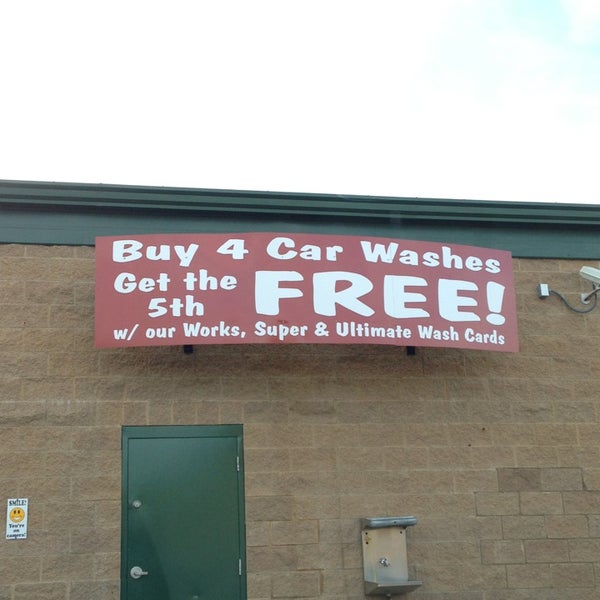 Buy 4 Car Washes
Get the 5th FREE!
w/ our Works, Super & Ultimate Wash Cards
SMILE!
You're
on
camera!